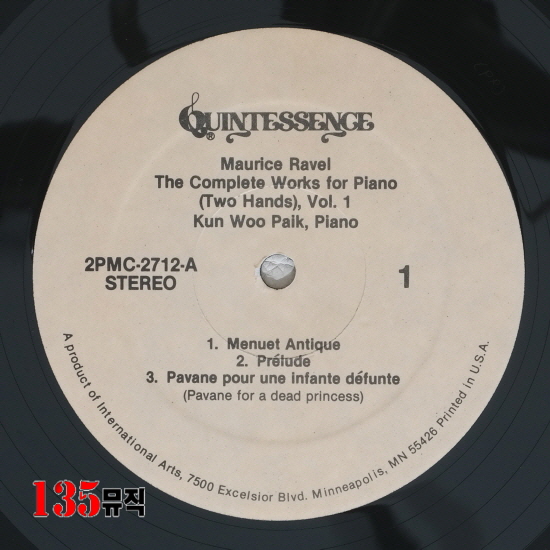 QUINTESSENCE
®
Maurice Ravel
The Complete Works for Piano
(Two Hands), Vol. 1
Kun Woo Paik, Piano
2PMC-2712-A
STEREO
1
1. Menuet Antique
2. Prélude
3. Pavane pour une infante défunte
(Pavane for a dead princess)
A product of International Arts, 7500 Excelsior Blvd. Minneapolis, MN 55426 Printed in U.S.A.
135뮤직